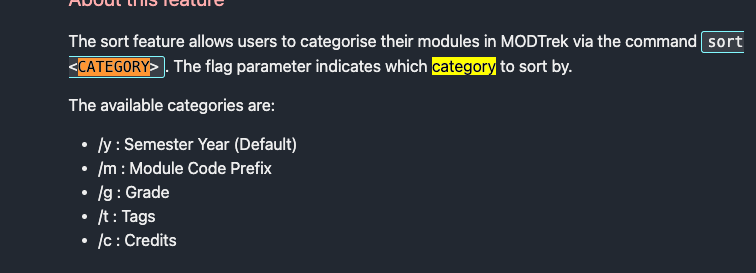 About this feature
The sort feature allows users to categorise their modules in MODTrek via the command sort
<CATEGORY> . The flag parameter indicates which category to sort by.
The available categories are:
• /y : Semester Year (Default)
• /m : Module Code Prefix
• /g : Grade
• /t : Tags
• /c : Credits